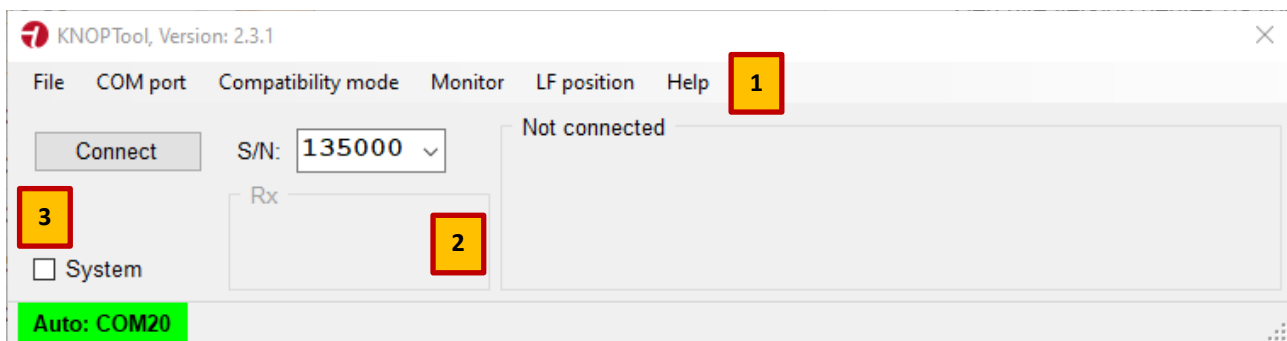 KNOPTool, Version: 2.3.1
File COM port Compatibility mode Monitor LF position Help 1
Connect S/N: 135000 Not connected
Rx
3
2
System
Auto: COM20